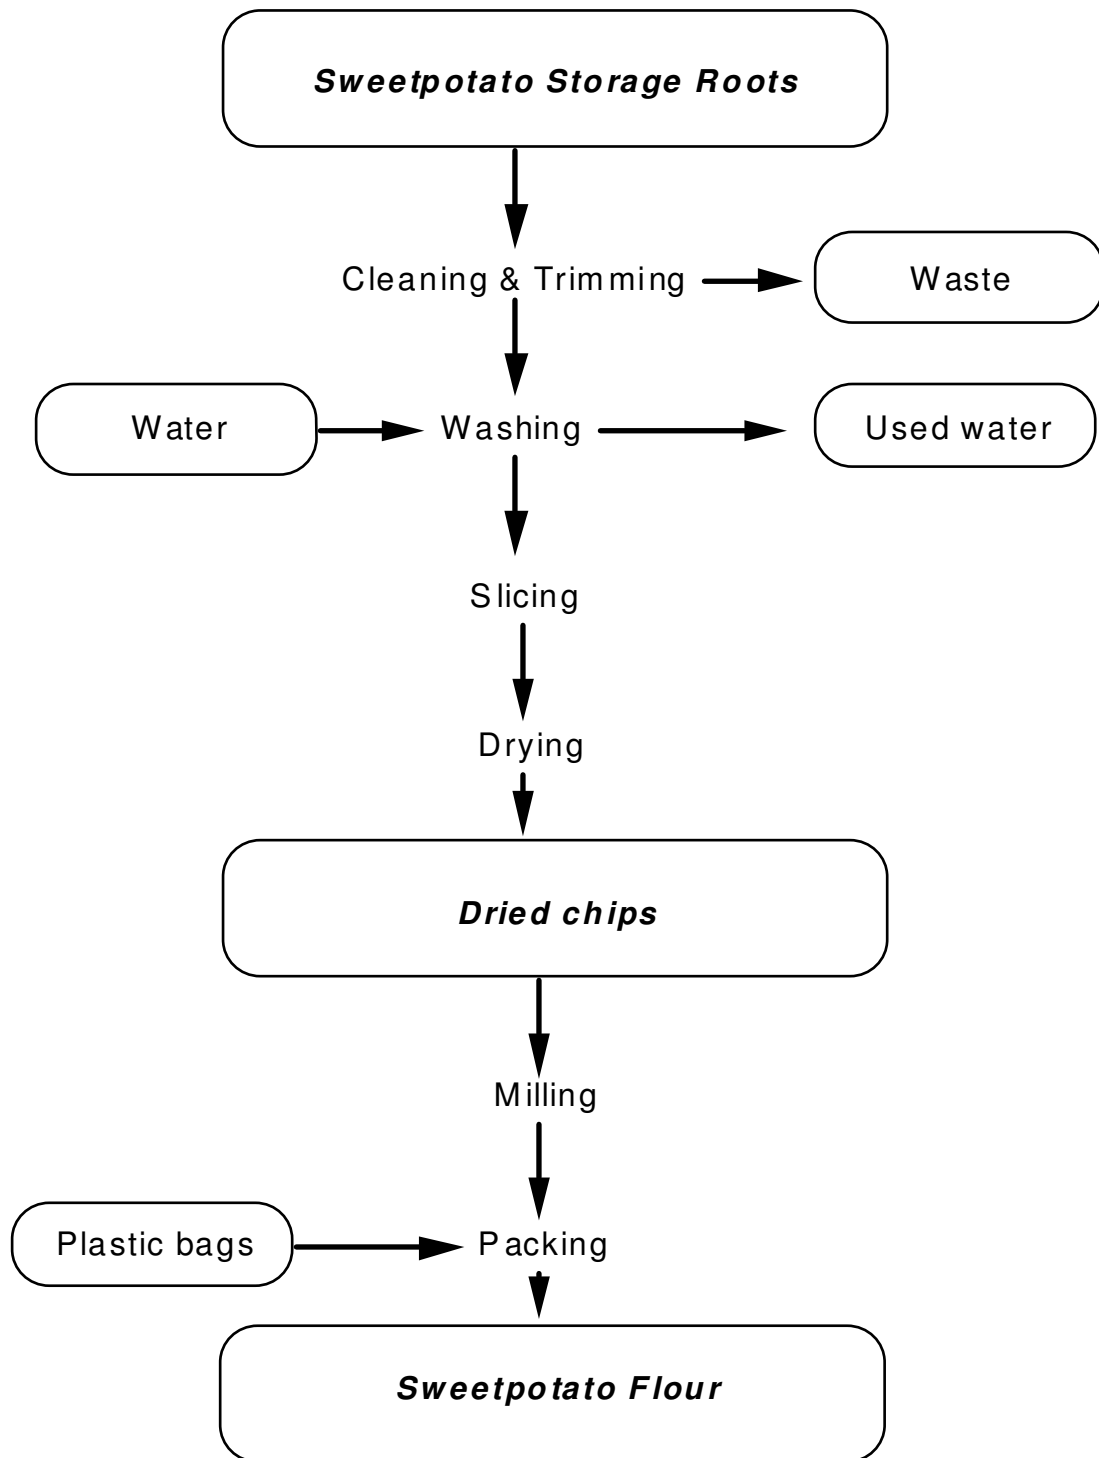 Sweetpotato Storage Roots
Cleaning & Trimming
Waste
Water
Washing
Used water
Slicing
Drying
Dried chips
Milling
Plastic bags
Packing
Sweetpotato Flour